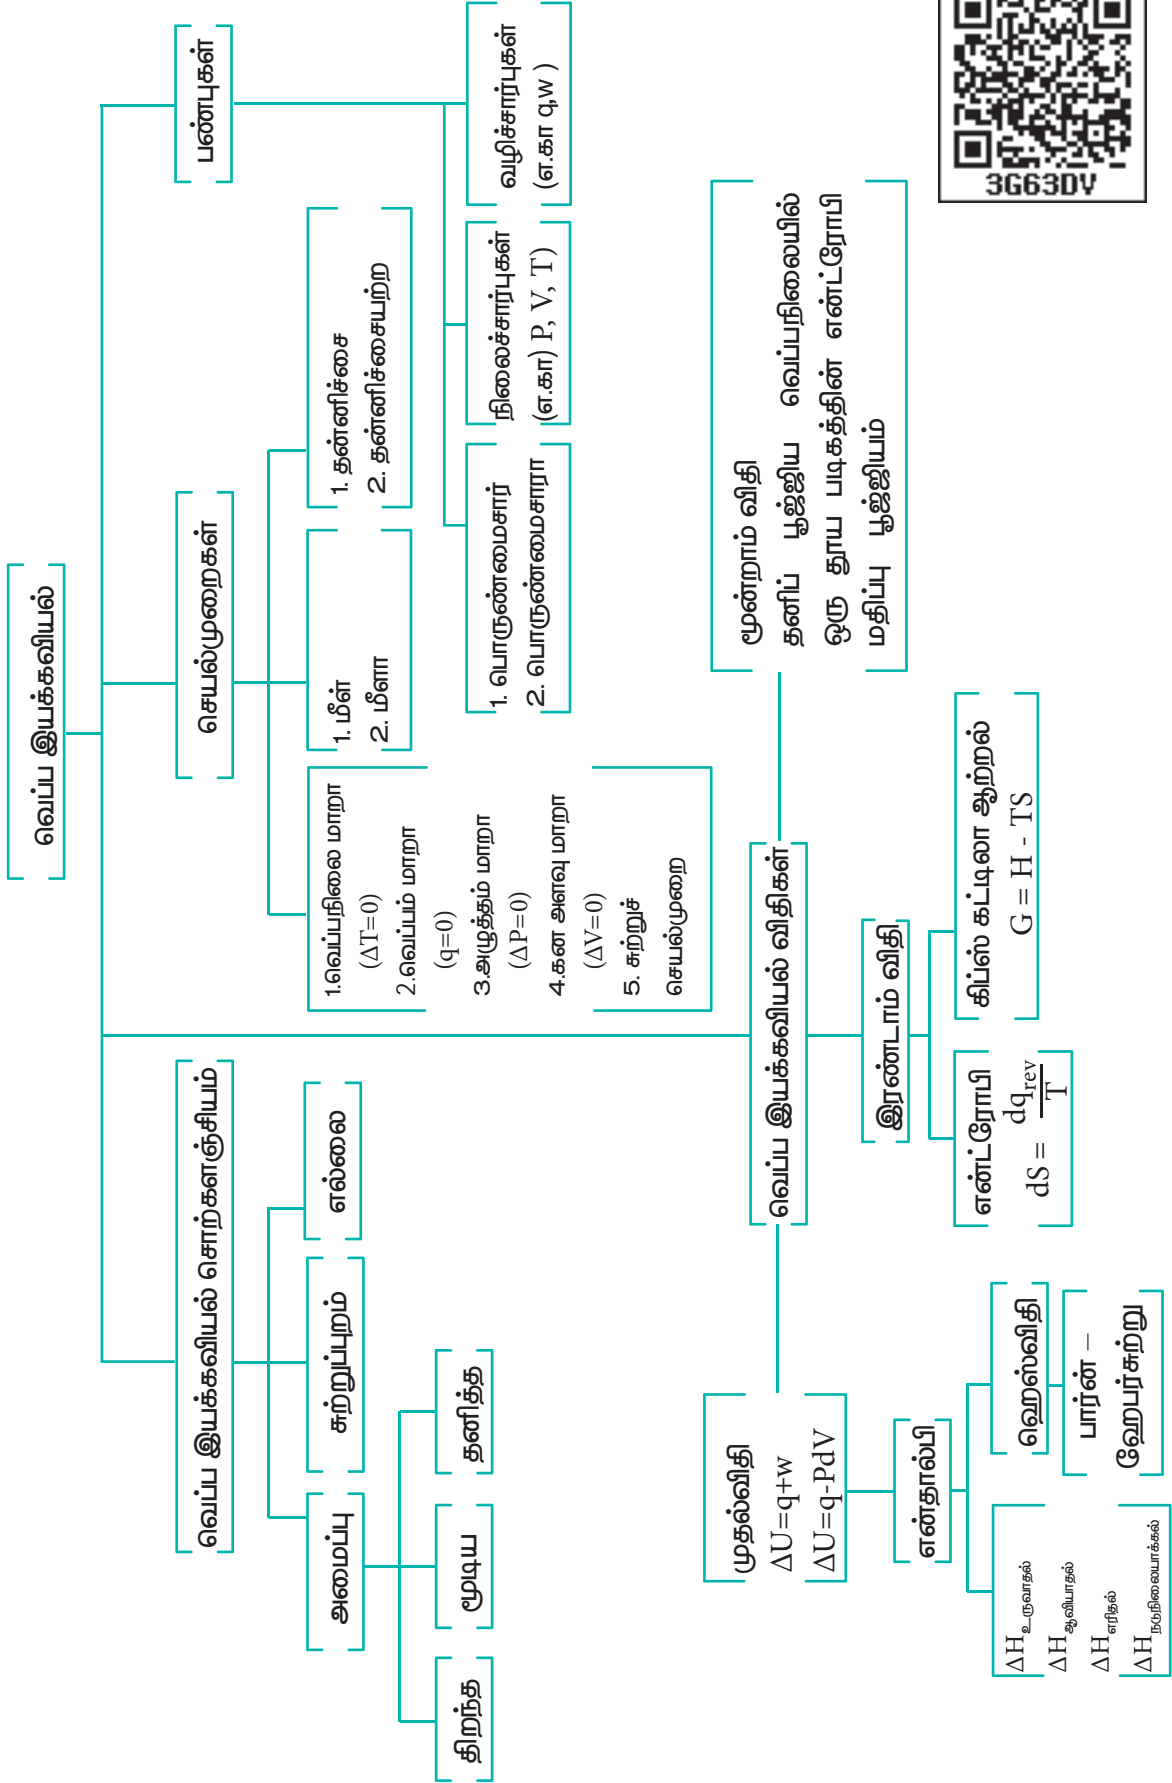 வெப்ப இயக்கவியல்
வெப்ப இயக்கவியல் சொற்களஞ்சியம்
செயல்முறைகள்
பண்புகள்
அமைப்பு
சுற்றுப்புறம்
எல்லை
திறந்த
மூடிய
தனித்த
1.வெப்பநிலை மாறா
(ΔT=0)
2.வெப்பம் மாறா
(q=0)
3.அழுத்தம் மாறா
(ΔP=0)
4.கன அளவு மாறா
(ΔV=0)
5. சுற்றுச்
செயல்முறை
1. மீள்
2. மீளா
1. தன்னிச்சை
2. தன்னிச்சையற்ற
1. பொருண்மைசார்
2. பொருண்மைசாரா
நிலைச்சார்புகள்
(எ.கா) P, V, T)
வழிச்சார்புகள்
(எ.கா q,w )
வெப்ப இயக்கவியல் விதிகள்
முதல்விதி
ΔU=q+w
ΔU=q-PdV
என்தால்பி
ΔH உருவாதல்
ΔH ஆவியாதல்
ΔH எரிதல்
ΔH நடுநிலையாக்கல்
ஹெஸ்விதி
பார்ன் –
ஹேபர்சுற்று
இரண்டாம் விதி
என்ட்ரோபி
dS = dq_rev / T
கிப்ஸ் கட்டிலா ஆற்றல்
G = H - TS
மூன்றாம் விதி
தனிப் பூஜ்ஜிய வெப்பநிலையில்
ஒரு தூய படிகத்தின் என்ட்ரோபி
மதிப்பு பூஜ்ஜியம்
3G63DV